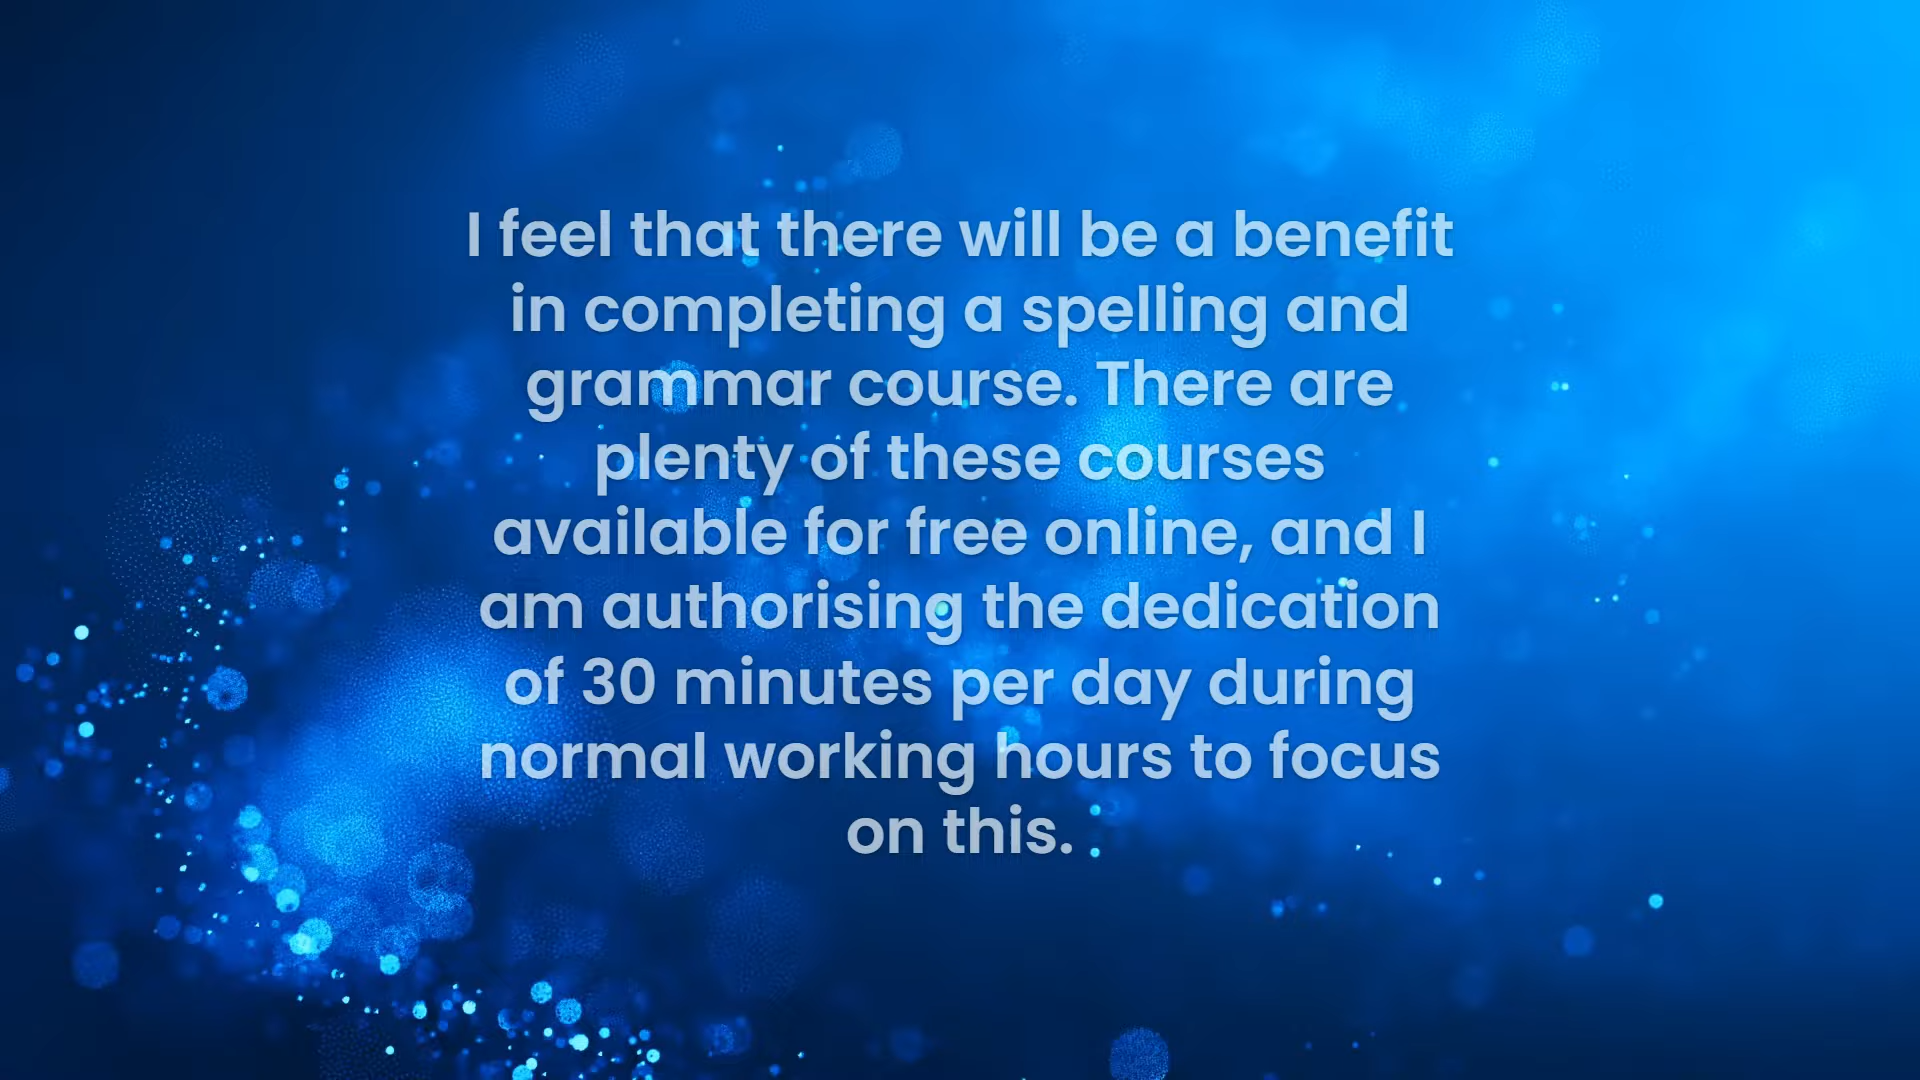 I feel that there will be a benefit
in completing a spelling and
grammar course. There are
plenty of these courses
available for free online, and I
am authorising the dedication
of 30 minutes per day during
normal working hours to focus
on this.